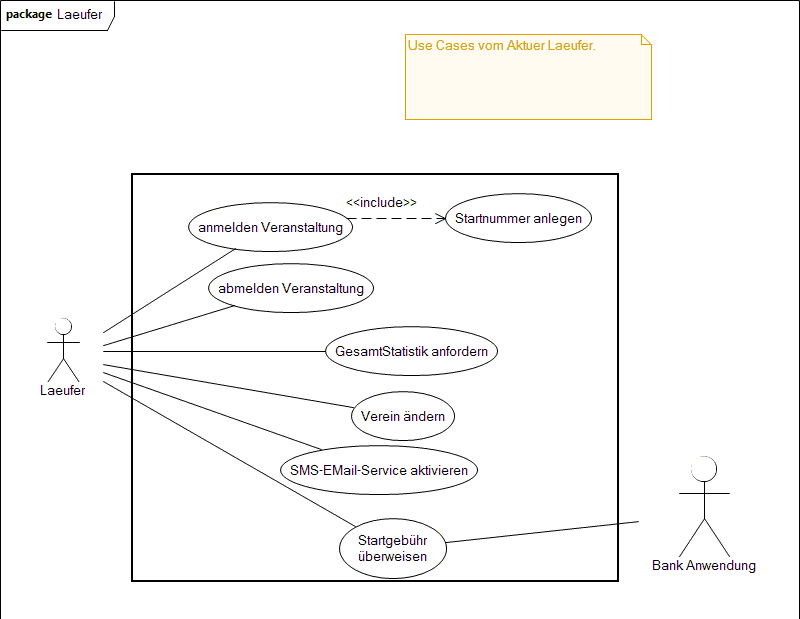 package Laeufer
Use Cases vom Aktuer Laeufer.
<<include>>
anmelden Veranstaltung
Startnummer anlegen
abmelden Veranstaltung
GesamtStatistik anfordern
Laeufer
Verein ändern
SMS-EMail-Service aktivieren
Startgebühr
überweisen
Bank Anwendung